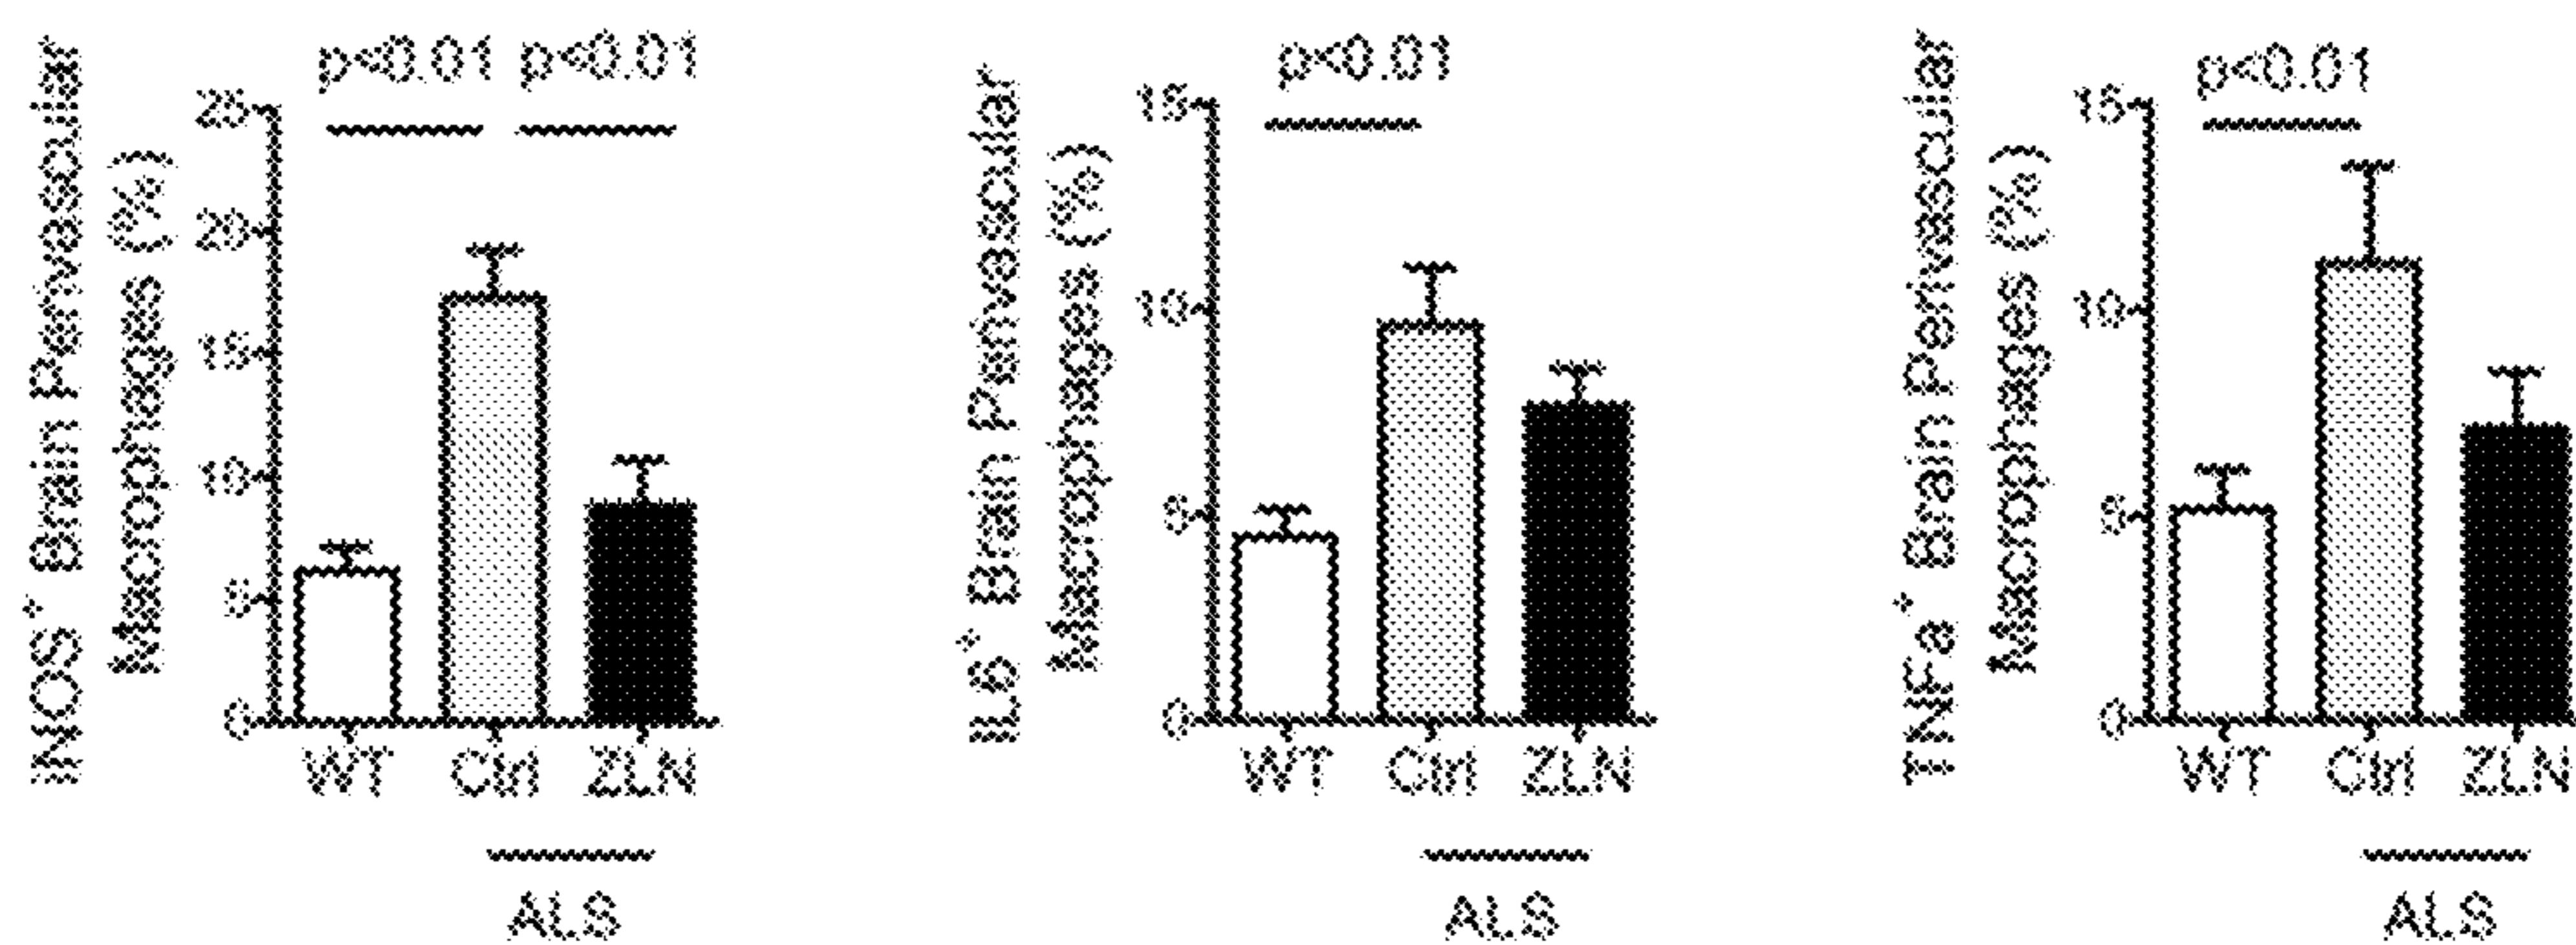 iNOS⁺ Brain Perivascular
Macrophages (%)
p<0.01 p<0.01
25
20
15
10
5
0
WT Ctrl ZLN
ALS
IL6⁺ Brain Perivascular
Macrophages (%)
p<0.01
15
10
5
0
WT Ctrl ZLN
ALS
TNFa⁺ Brain Perivascular
Macrophages (%)
p<0.01
15
10
5
0
WT Ctrl ZLN
ALS